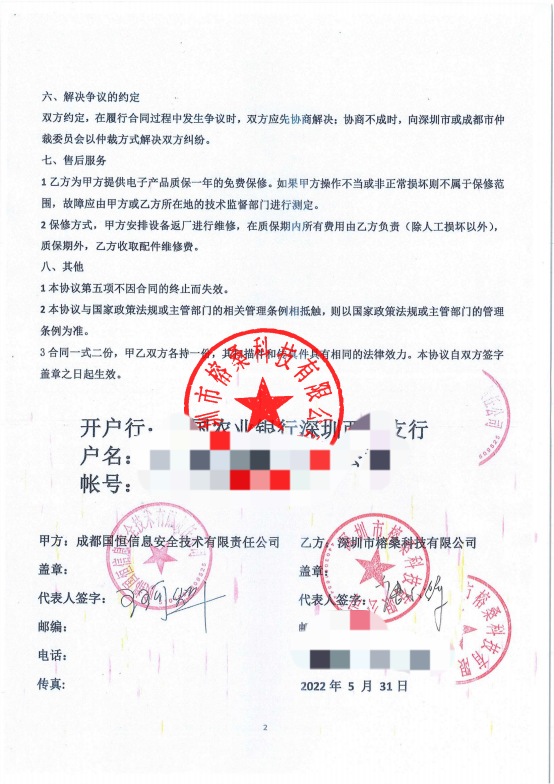 六、解决争议的约定
双方约定，在履行合同过程中发生争议时，双方应先协商解决；协商不成时，向深圳市或成都市仲
裁委员会以仲裁方式解决双方纠纷。
七、售后服务
1 乙方为甲方提供电子产品质保一年的免费保修。如果甲方操作不当或非正常损坏则不属于保修范
围，故障应由甲方或乙方所在地的技术监督部门进行测定。
2 保修方式，甲方安排设备返厂进行维修，在质保期内所有费用由乙方负责（除人工损坏以外），
质保期外，乙方收取配件维修费。
八、其他
1 本协议第五项不因合同的终止而失效。
2 本协议与国家政策法规或主管部门的相关管理条例相抵触，则以国家政策法规或主管部门的管理
条例为准。
3 合同一式二份，甲乙双方各持一份，其扫描件和传真件具有相同的法律效力。本协议自双方签字
盖章之日起生效。
圳市榕桑科技有限公
开户行： 农业银行深圳 支行
户名：
帐号：
甲方：成都国恒信息安全技术有限责任公司
盖章：
代表人签字：
邮编：
电话：
传真：
乙方：深圳市榕桑科技有限公司
盖章：
代表人签字：
2022 年 5 月 31 日
市榕桑科技有限
2